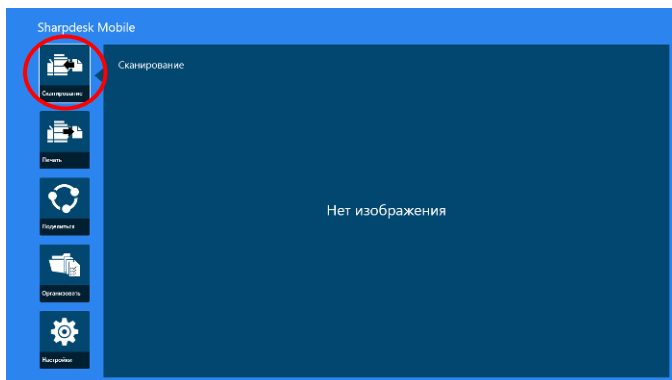 Sharpdesk Mobile
Сканирование
Сканирование
Печать
Поделиться
Нет изображения
Организовать
Настройки